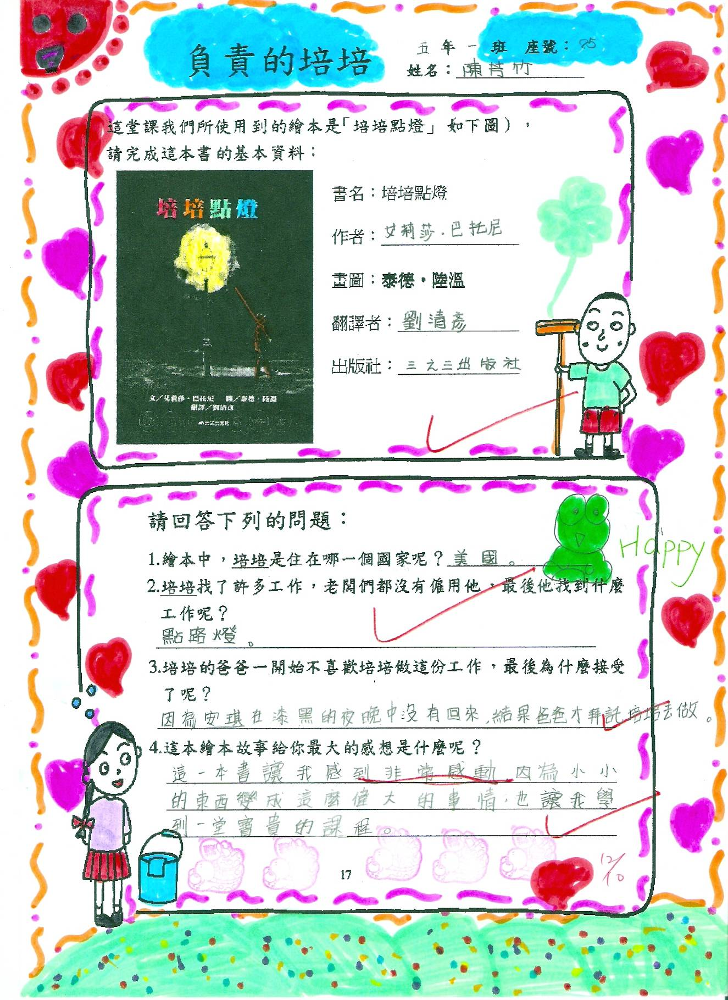 負責的培培
五年一班 座號：25
姓名：陳芃竹
這堂課我們所使用到的繪本是「培培點燈」如下圖），
請完成這本書的基本資料：
培培點燈
文／艾莉莎・巴托尼 圖／泰德・陸溫
翻譯／劉清彥
三之三文化
書名：培培點燈
作者：艾莉莎．巴托尼
畫圖：泰德・陸溫
翻譯者：劉清彥
出版社：三之三出版社
請回答下列的問題：
Happy
1.繪本中，培培是住在哪一個國家呢？美國。
2.培培找了許多工作，老闆們都沒有僱用他，最後他找到什麼
工作呢？
點路燈。
3.培培的爸爸一開始不喜歡培培做這份工作，最後為什麼接受
了呢？
因為安琪在漆黑的夜晚中沒有回來，結果爸爸才拜託培培去做。
4.這本繪本故事給你最大的感想是什麼呢？
這一本書讓我感到非常感動因為小小
的東西變成這麼偉大的事情，也讓我學
到一堂寶貴的課程。
17
12/10